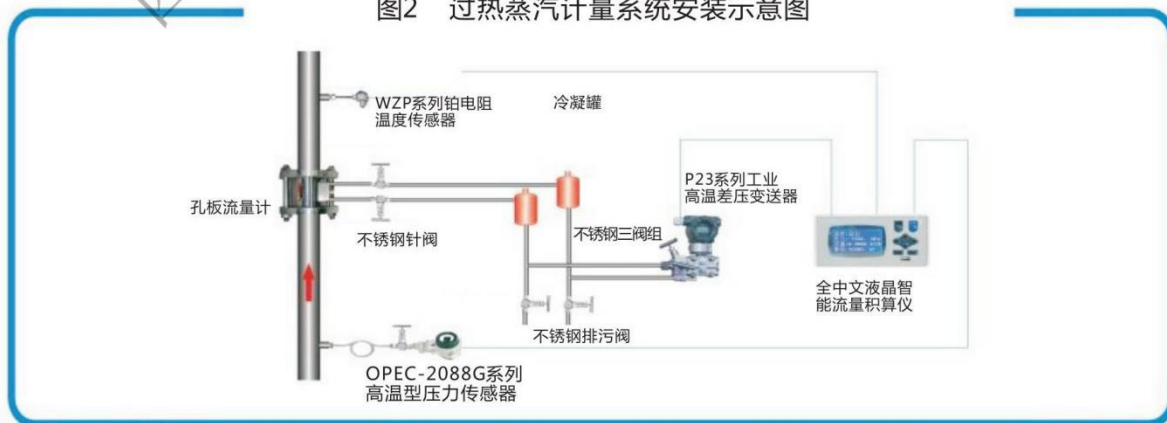 图2 过热蒸汽计量系统安装示意图
WZP系列铂电阻
温度传感器
冷凝罐
P23系列工业
高温差压变送器
孔板流量计
不锈钢针阀
不锈钢三阀组
全中文液晶智
能流量积算仪
不锈钢排污阀
OPEC-2088G系列
高温型压力传感器